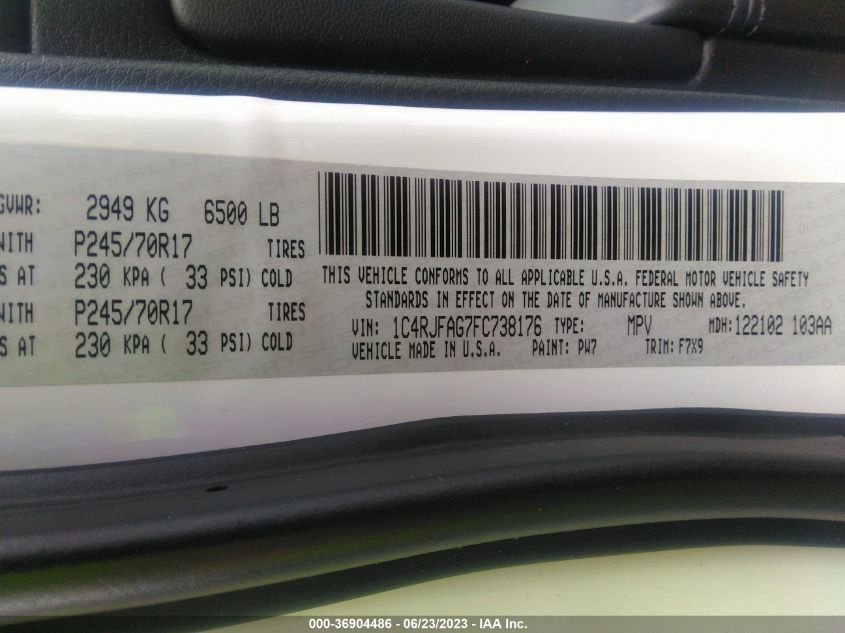 GVWR: 2949 KG 6500 LB
WITH P245/70R17 TIRES
S AT 230 KPA ( 33 PSI) COLD
WITH P245/70R17 TIRES
S AT 230 KPA ( 33 PSI) COLD
THIS VEHICLE CONFORMS TO ALL APPLICABLE U.S.A. FEDERAL MOTOR VEHICLE SAFETY
STANDARDS IN EFFECT ON THE DATE OF MANUFACTURE SHOWN ABOVE.
VIN: 1C4RJFAG7FC738176 TYPE: MPV MDH: 122102 103AA
VEHICLE MADE IN U.S.A. PAINT: PW7 TRIM: F7X9
000-36904486 - 06/23/2023 - IAA Inc.